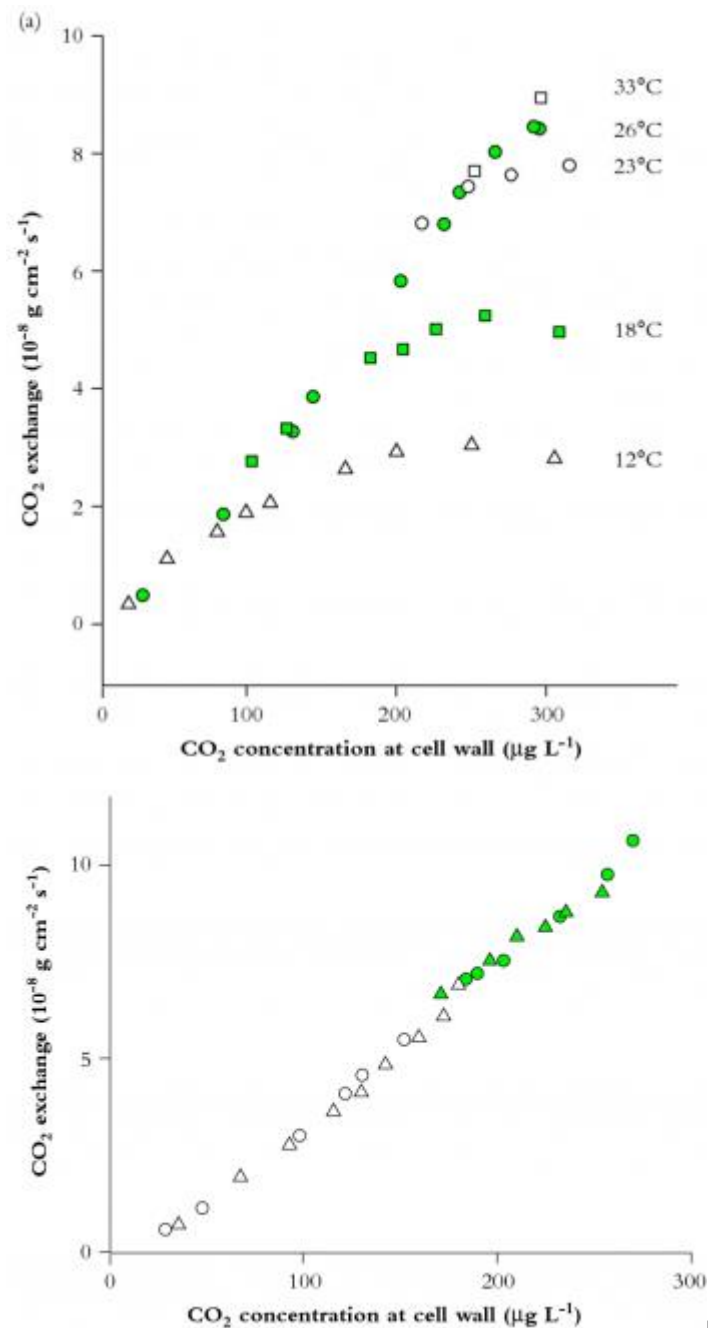 (a)
10
8
6
4
2
0
CO₂ exchange (10⁻⁸ g cm⁻² s⁻¹)
33°C
26°C
23°C
18°C
12°C
0 100 200 300
CO₂ concentration at cell wall (μg L⁻¹)
10
5
0
CO₂ exchange (10⁻⁸ g cm⁻² s⁻¹)
0 100 200 300
CO₂ concentration at cell wall (μg L⁻¹)